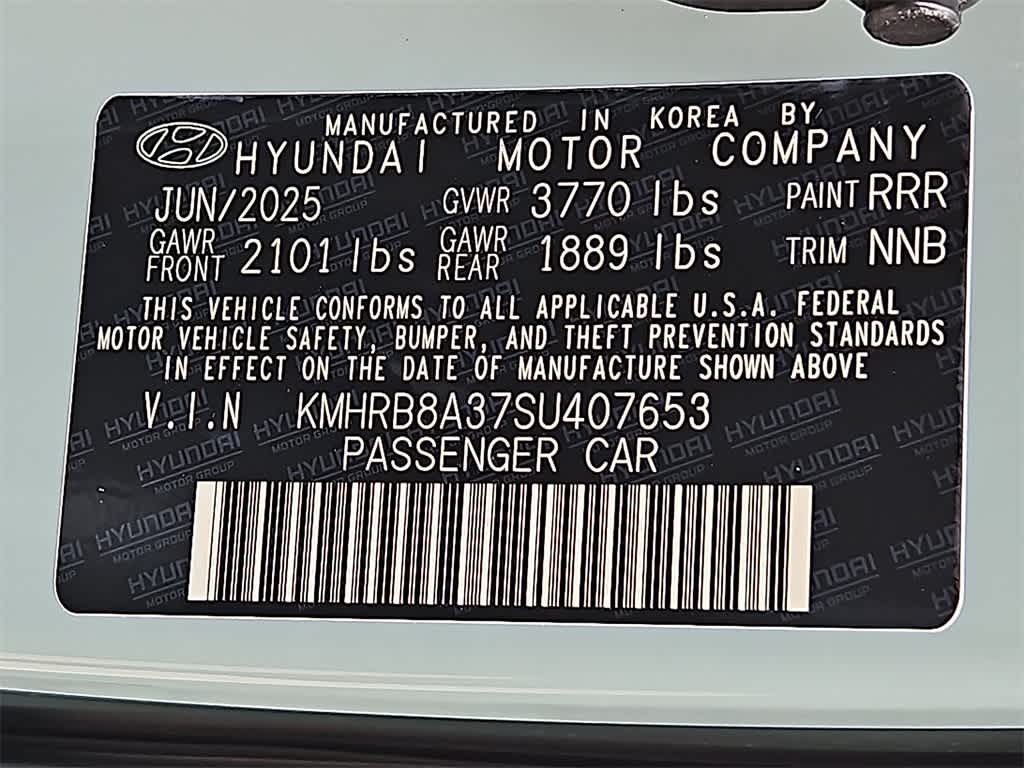 MANUFACTURED IN KOREA BY
HYUNDAI MOTOR COMPANY
JUN/2025 GVWR 3770 lbs PAINT RRR
GAWR FRONT 2101 lbs GAWR REAR 1889 lbs TRIM NNB
THIS VEHICLE CONFORMS TO ALL APPLICABLE U.S.A. FEDERAL
MOTOR VEHICLE SAFETY, BUMPER, AND THEFT PREVENTION STANDARDS
IN EFFECT ON THE DATE OF MANUFACTURE SHOWN ABOVE
V.I.N KMHRB8A37SU407653
PASSENGER CAR